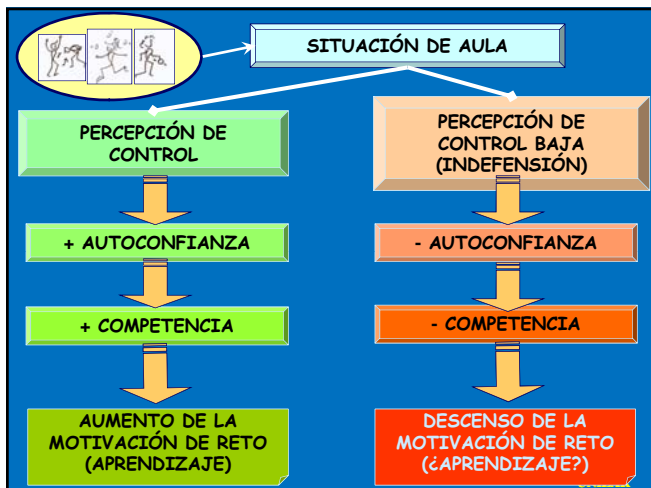 SITUACIÓN DE AULA
PERCEPCIÓN DE
CONTROL
PERCEPCIÓN DE
CONTROL BAJA
(INDEFENSIÓN)
+ AUTOCONFIANZA
- AUTOCONFIANZA
+ COMPETENCIA
- COMPETENCIA
AUMENTO DE LA
MOTIVACIÓN DE RETO
(APRENDIZAJE)
DESCENSO DE LA
MOTIVACIÓN DE RETO
(¿APRENDIZAJE?)